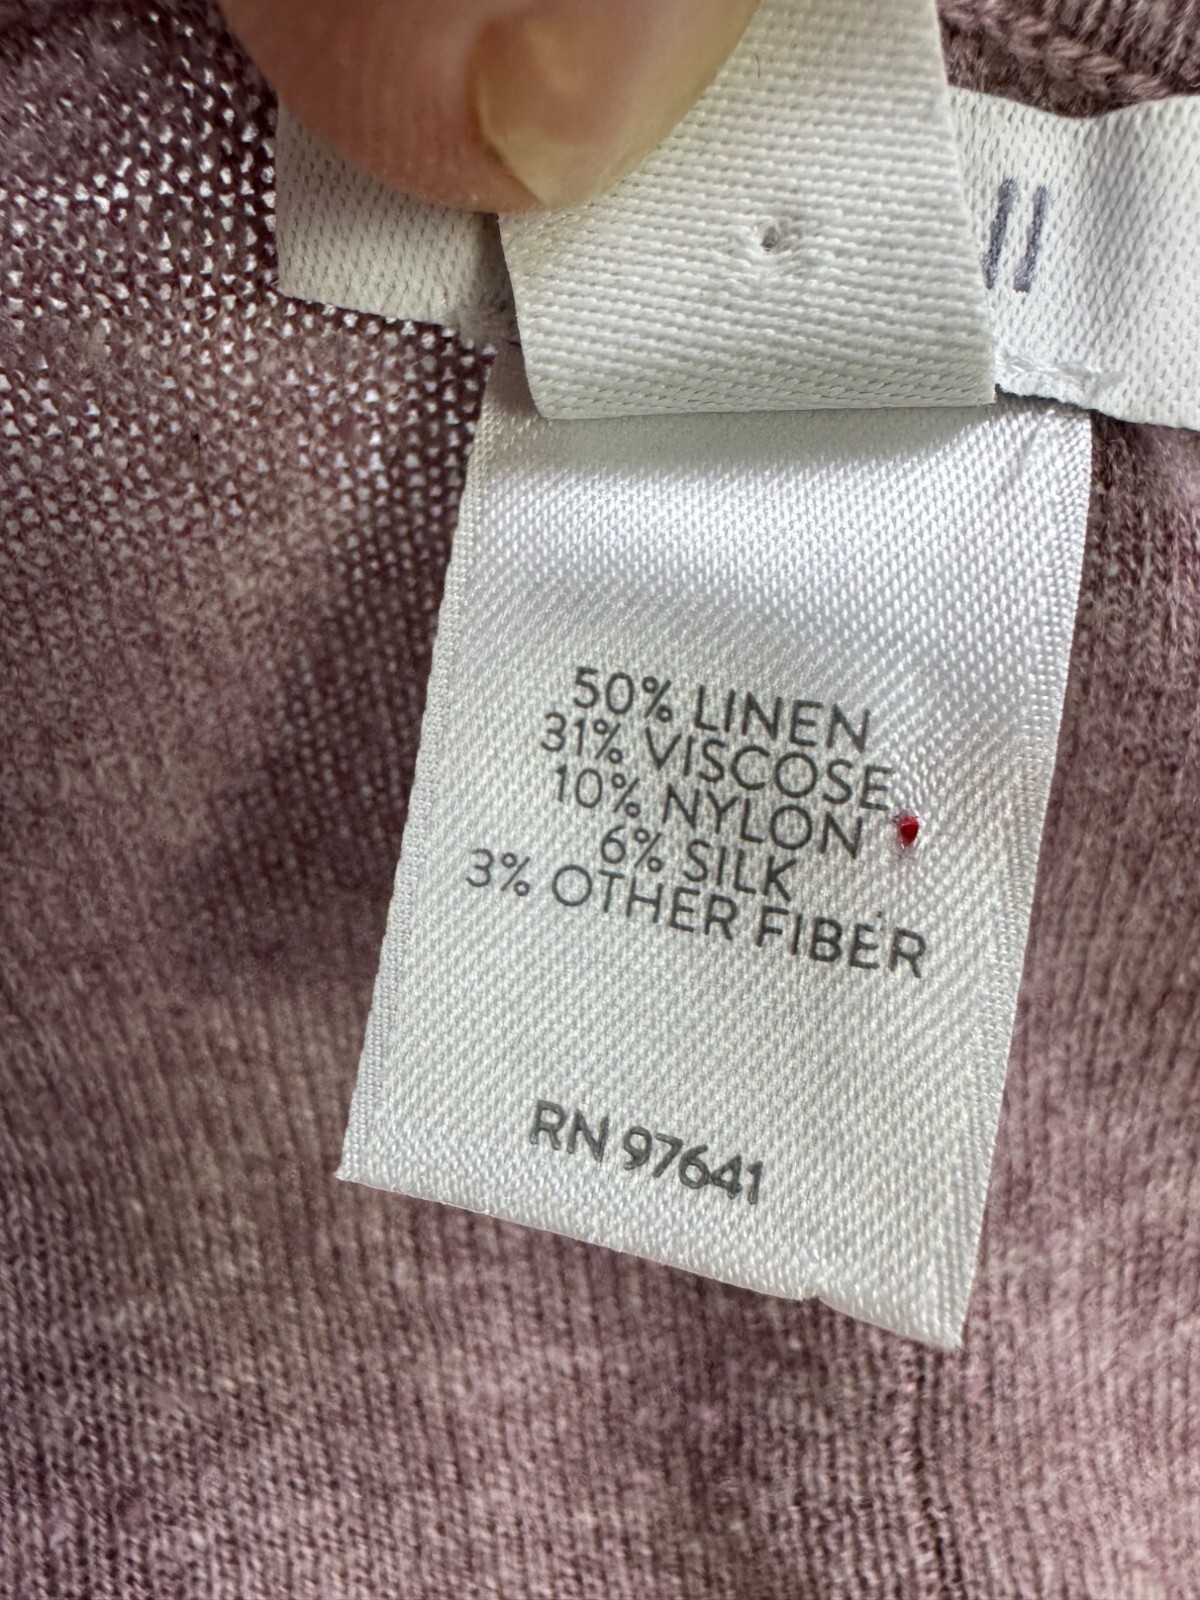 50% LINEN
31% VISCOSE
10% NYLON
6% SILK
3% OTHER FIBER
RN 97641